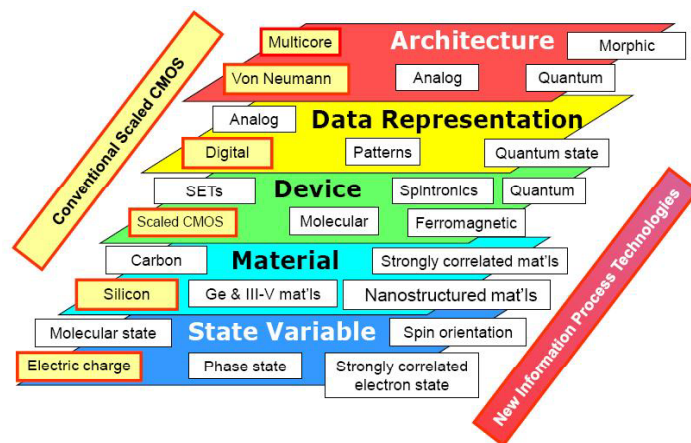 Conventional Scaled CMOS
Multicore
Architecture
Morphic
Von Neumann
Analog
Quantum
Analog
Data Representation
Digital
Patterns
Quantum state
SETs
Device
Spintronics
Quantum
Scaled CMOS
Molecular
Ferromagnetic
Carbon
Material
Strongly correlated mat'ls
Silicon
Ge & III-V mat'ls
Nanostructured mat'ls
Molecular state
State Variable
Spin orientation
Electric charge
Phase state
Strongly correlated
electron state
New Information Process Technologies